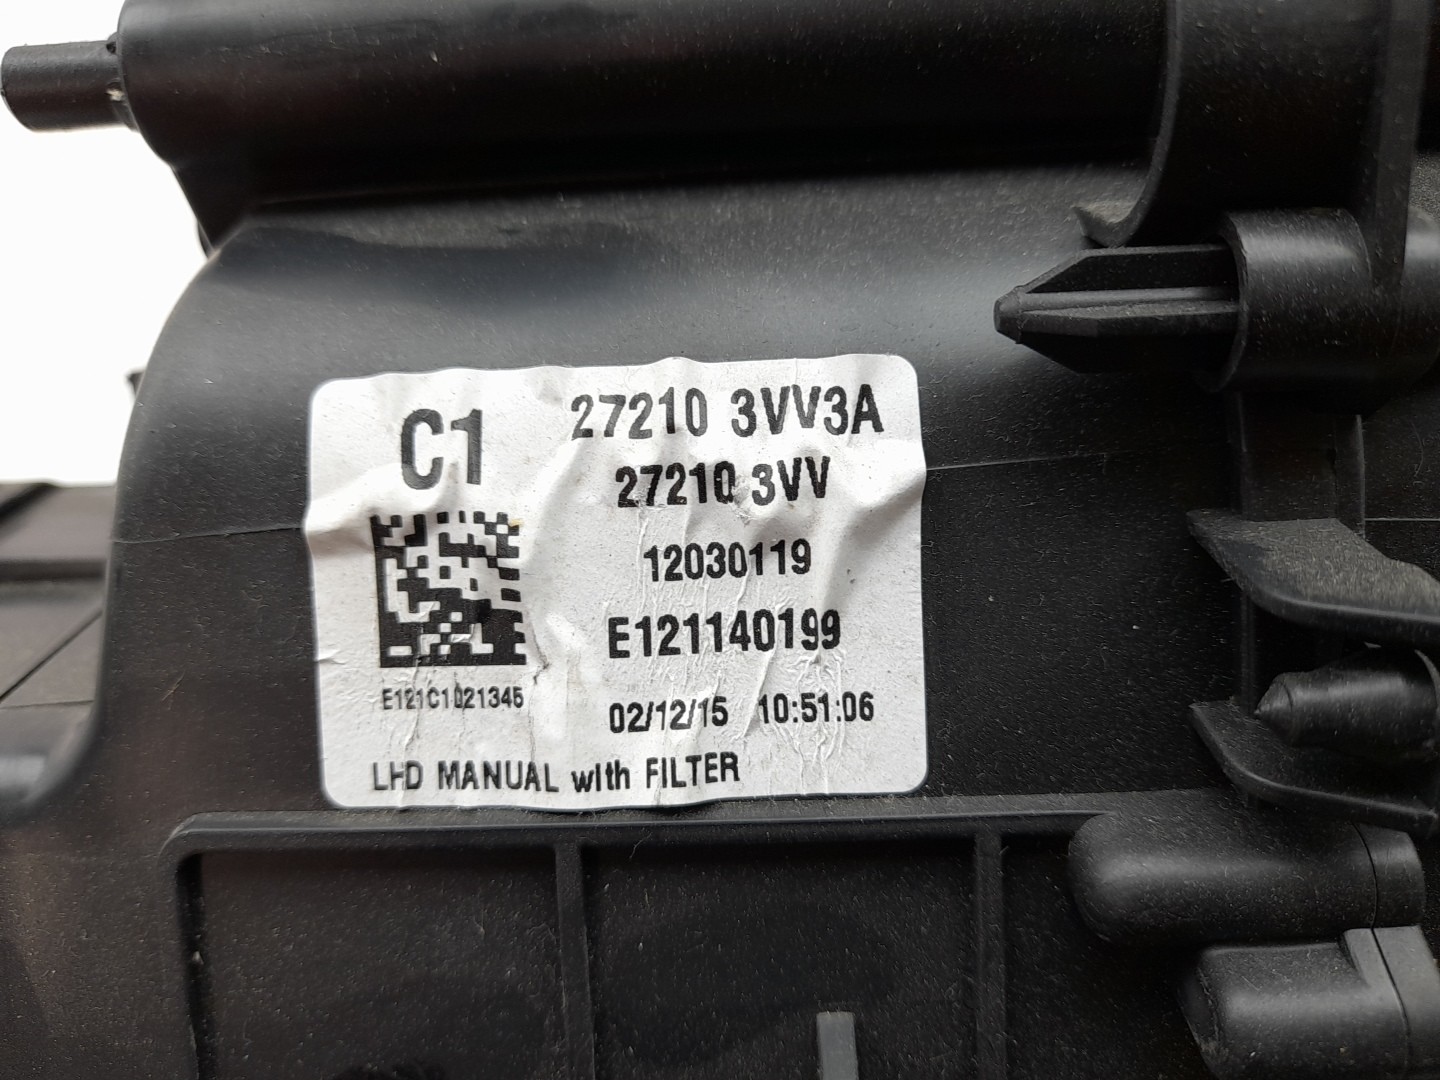 C1
27210 3VV3A
27210 3VV
12030119
E121140199
E121C1021345
02/12/15 10:51:06
LHD MANUAL with FILTER